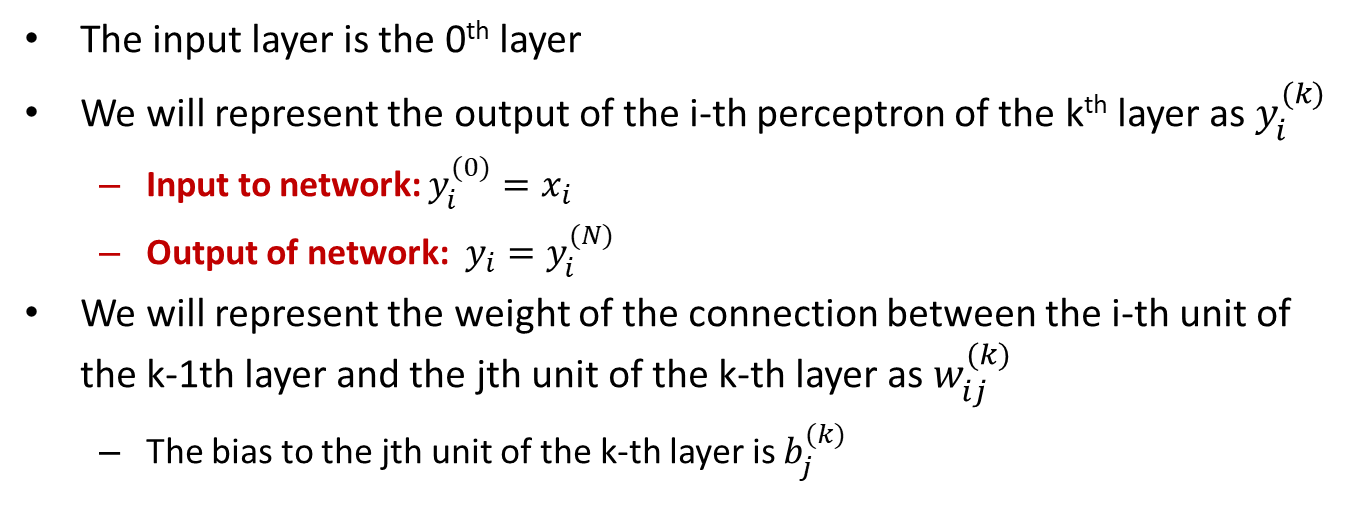 • The input layer is the 0th layer
• We will represent the output of the i-th perceptron of the kth layer as y_i^(k)
– Input to network: y_i^(0) = x_i
– Output of network: y_i = y_i^(N)
• We will represent the weight of the connection between the i-th unit of
the k-1th layer and the jth unit of the k-th layer as w_ij^(k)
– The bias to the jth unit of the k-th layer is b_j^(k)